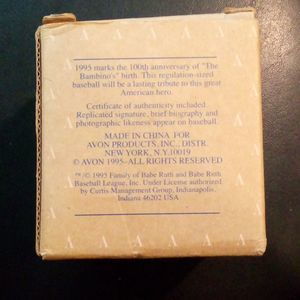 1995 marks the 100th anniversary of "The
Bambino's" birth. This regulation-sized
baseball will be a lasting tribute to this great
American hero.
Certificate of authenticity included.
Replicated signature, brief biography and
photographic likeness appear on baseball.
MADE IN CHINA FOR
AVON PRODUCTS, INC., DISTR.
NEW YORK, N.Y. 10019
© AVON 1995-ALL RIGHTS RESERVED
™/© 1995 Family of Babe Ruth and Babe Ruth
Baseball League, Inc. Under License authorized
by Curtis Management Group, Indianapolis,
Indiana 46202 USA